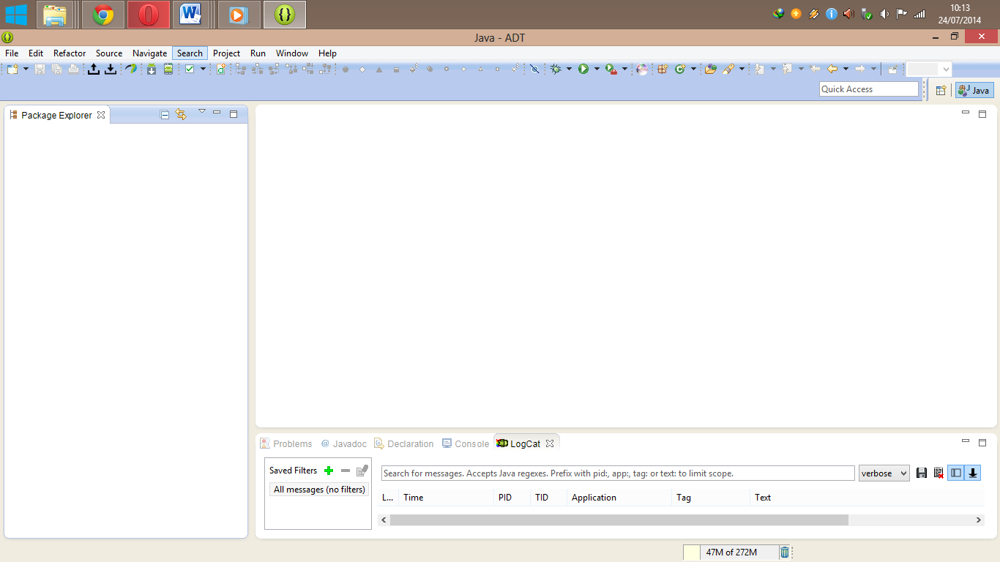 10:13
24/07/2014
Java - ADT
File Edit Refactor Source Navigate Search Project Run Window Help
Quick Access
Java
Package Explorer
Problems @ Javadoc Declaration Console LogCat
Saved Filters
All messages (no filters)
Search for messages. Accepts Java regexes. Prefix with pid:, app:, tag: or text: to limit scope.
verbose
L... Time PID TID Application Tag Text
47M of 272M